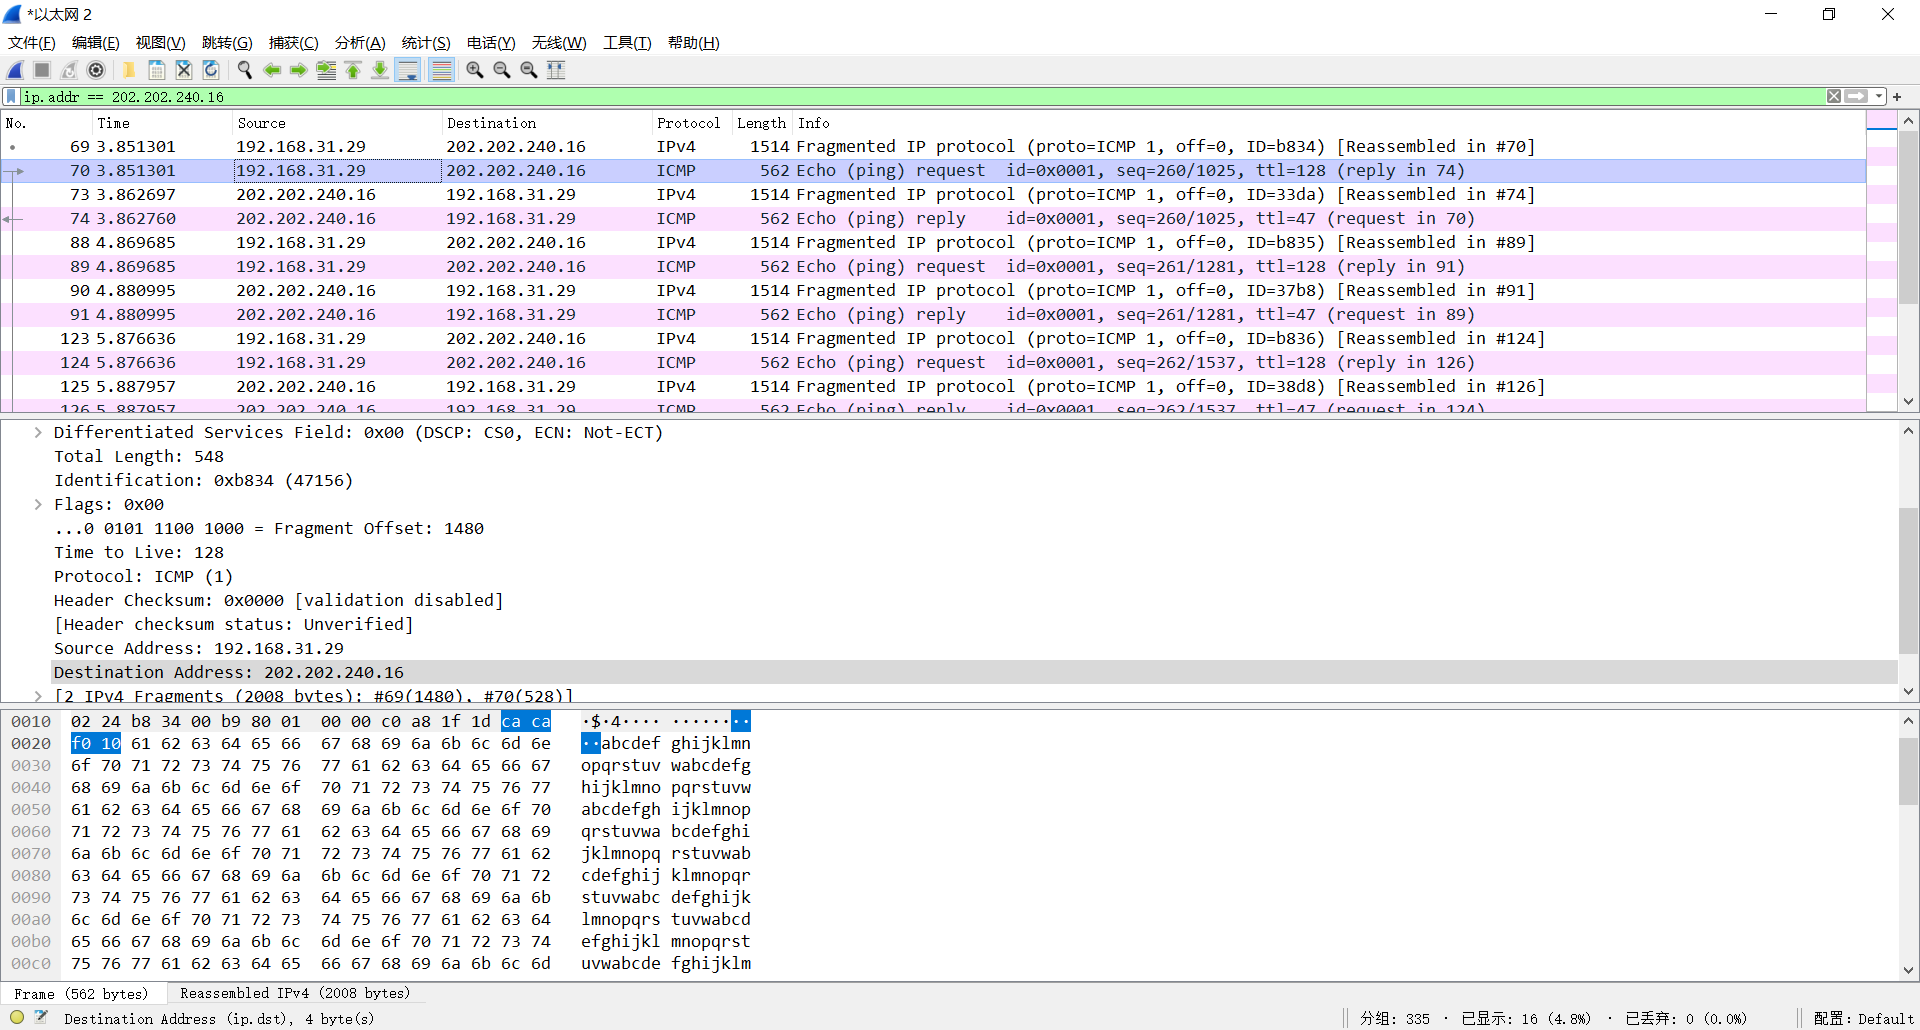 *以太网 2
文件(F) 编辑(E) 视图(V) 跳转(G) 捕获(C) 分析(A) 统计(S) 电话(Y) 无线(W) 工具(T) 帮助(H)
ip.addr == 202.202.240.16
No. Time Source Destination Protocol Length Info
69 3.851301 192.168.31.29 202.202.240.16 IPv4 1514 Fragmented IP protocol (proto=ICMP 1, off=0, ID=b834) [Reassembled in #70]
70 3.851301 192.168.31.29 202.202.240.16 ICMP 562 Echo (ping) request id=0x0001, seq=260/1025, ttl=128 (reply in 74)
73 3.862697 202.202.240.16 192.168.31.29 IPv4 1514 Fragmented IP protocol (proto=ICMP 1, off=0, ID=33da) [Reassembled in #74]
74 3.862760 202.202.240.16 192.168.31.29 ICMP 562 Echo (ping) reply id=0x0001, seq=260/1025, ttl=47 (request in 70)
88 4.869685 192.168.31.29 202.202.240.16 IPv4 1514 Fragmented IP protocol (proto=ICMP 1, off=0, ID=b835) [Reassembled in #89]
89 4.869685 192.168.31.29 202.202.240.16 ICMP 562 Echo (ping) request id=0x0001, seq=261/1281, ttl=128 (reply in 91)
90 4.880995 202.202.240.16 192.168.31.29 IPv4 1514 Fragmented IP protocol (proto=ICMP 1, off=0, ID=37b8) [Reassembled in #91]
91 4.880995 202.202.240.16 192.168.31.29 ICMP 562 Echo (ping) reply id=0x0001, seq=261/1281, ttl=47 (request in 89)
123 5.876636 192.168.31.29 202.202.240.16 IPv4 1514 Fragmented IP protocol (proto=ICMP 1, off=0, ID=b836) [Reassembled in #124]
124 5.876636 192.168.31.29 202.202.240.16 ICMP 562 Echo (ping) request id=0x0001, seq=262/1537, ttl=128 (reply in 126)
125 5.887957 202.202.240.16 192.168.31.29 IPv4 1514 Fragmented IP protocol (proto=ICMP 1, off=0, ID=38d8) [Reassembled in #126]
126 5.887957 202.202.240.16 192.168.31.29 ICMP 562 Echo (ping) reply id=0x0001, seq=262/1537, ttl=47 (request in 124)
Differentiated Services Field: 0x00 (DSCP: CS0, ECN: Not-ECT)
Total Length: 548
Identification: 0xb834 (47156)
Flags: 0x00
...0 0101 1100 1000 = Fragment Offset: 1480
Time to Live: 128
Protocol: ICMP (1)
Header Checksum: 0x0000 [validation disabled]
[Header checksum status: Unverified]
Source Address: 192.168.31.29
Destination Address: 202.202.240.16
[2 IPv4 Fragments (2008 bytes): #69(1480), #70(528)]
0010 02 24 b8 34 00 b9 80 01 00 00 c0 a8 1f 1d ca ca ·$·4···· ········
0020 f0 10 61 62 63 64 65 66 67 68 69 6a 6b 6c 6d 6e ··abcdef ghijklmn
0030 6f 70 71 72 73 74 75 76 77 61 62 63 64 65 66 67 opqrstuv wabcdefg
0040 68 69 6a 6b 6c 6d 6e 6f 70 71 72 73 74 75 76 77 hijklmno pqrstuvw
0050 61 62 63 64 65 66 67 68 69 6a 6b 6c 6d 6e 6f 70 abcdefgh ijklmnop
0060 71 72 73 74 75 76 77 61 62 63 64 65 66 67 68 69 qrstuvwa bcdefghi
0070 6a 6b 6c 6d 6e 6f 70 71 72 73 74 75 76 77 61 62 jklmnopq rstuvwab
0080 63 64 65 66 67 68 69 6a 6b 6c 6d 6e 6f 70 71 72 cdefghij klmnopqr
0090 73 74 75 76 77 61 62 63 64 65 66 67 68 69 6a 6b stuvwabc defghijk
00a0 6c 6d 6e 6f 70 71 72 73 74 75 76 77 61 62 63 64 lmnopqrs tuvwabcd
00b0 65 66 67 68 69 6a 6b 6c 6d 6e 6f 70 71 72 73 74 efghijkl mnopqrst
00c0 75 76 77 61 62 63 64 65 66 67 68 69 6a 6b 6c 6d uvwabcde fghijklm
Frame (562 bytes) Reassembled IPv4 (2008 bytes)
Destination Address (ip.dst), 4 byte(s) 分组: 335 · 已显示: 16 (4.8%) · 已丢弃: 0 (0.0%) 配置: Default